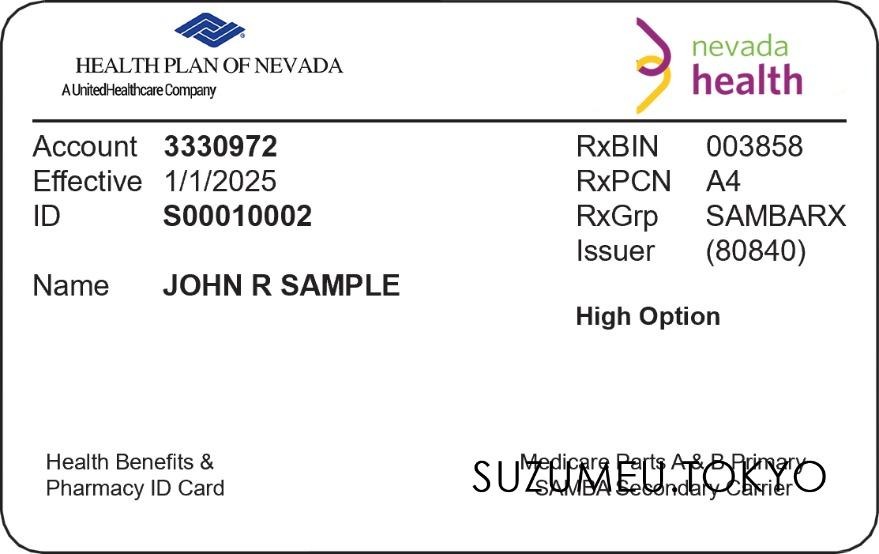 HEALTH PLAN OF NEVADA
A UnitedHealthcare Company
nevada
health
Account 3330972
Effective 1/1/2025
ID S00010002
Name JOHN R SAMPLE
RxBIN 003858
RxPCN A4
RxGrp SAMBARX
Issuer (80840)
High Option
Health Benefits &
Pharmacy ID Card
Medicare Parts A & B Primary
SAMBA Secondary Carrier
SUZUMEU.TOKYO